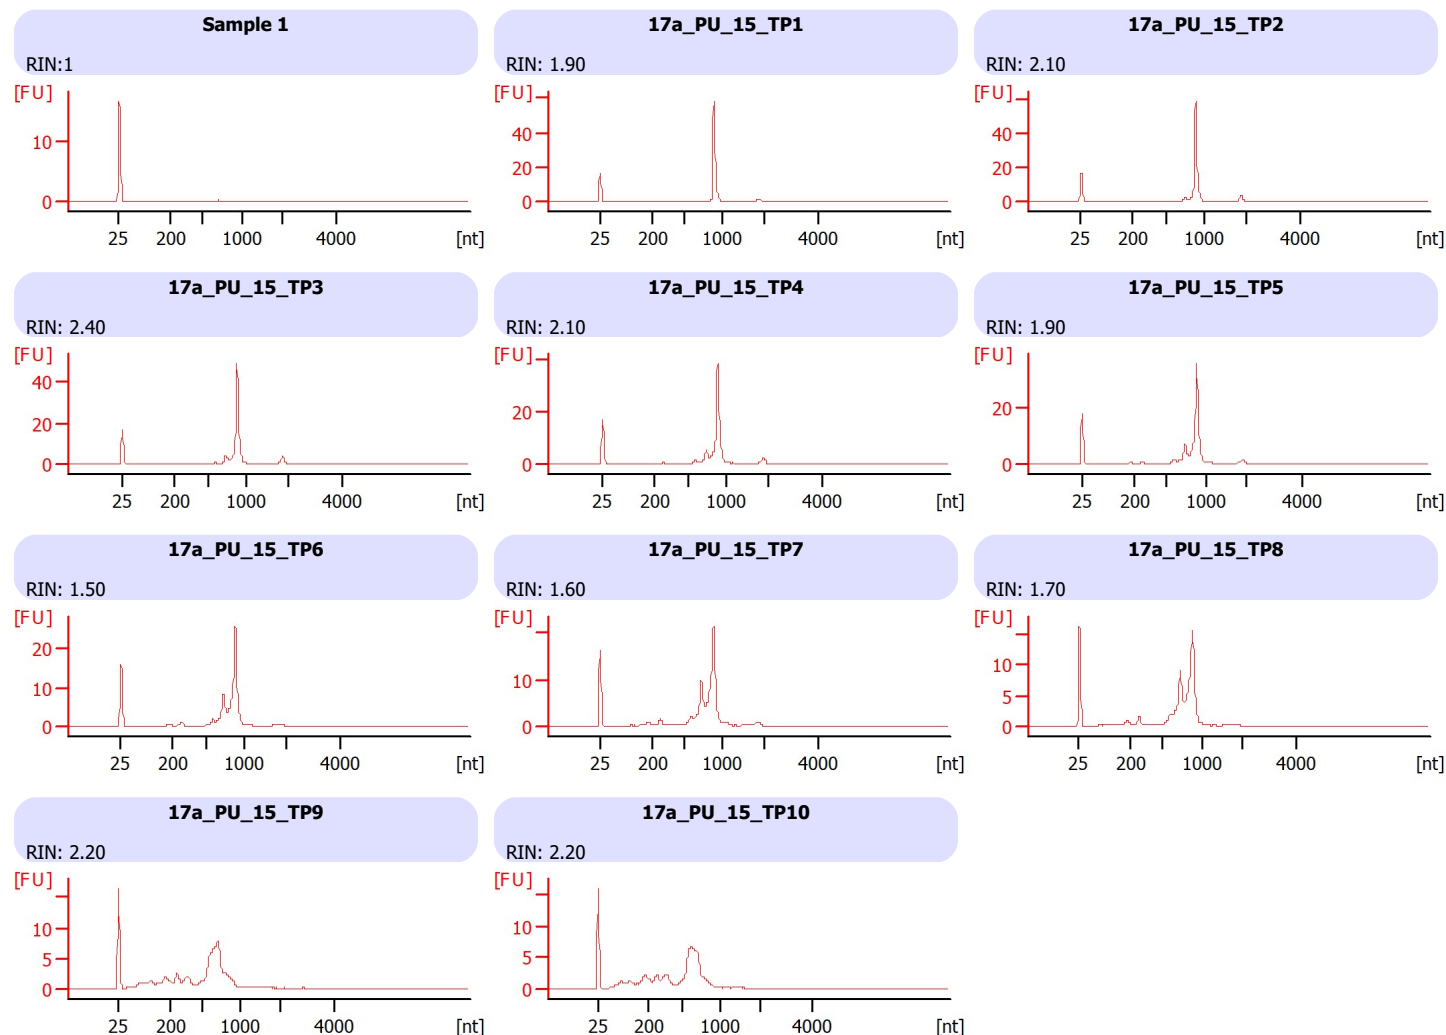 Sample 1
RIN:1
[FU]
10
0
25 200 1000 4000 [nt]
17a_PU_15_TP1
RIN: 1.90
[FU]
40
20
0
25 200 1000 4000 [nt]
17a_PU_15_TP2
RIN: 2.10
[FU]
40
20
0
25 200 1000 4000 [nt]
17a_PU_15_TP3
RIN: 2.40
[FU]
40
20
0
25 200 1000 4000 [nt]
17a_PU_15_TP4
RIN: 2.10
[FU]
20
0
25 200 1000 4000 [nt]
17a_PU_15_TP5
RIN: 1.90
[FU]
20
0
25 200 1000 4000 [nt]
17a_PU_15_TP6
RIN: 1.50
[FU]
20
10
0
25 200 1000 4000 [nt]
17a_PU_15_TP7
RIN: 1.60
[FU]
10
0
25 200 1000 4000 [nt]
17a_PU_15_TP8
RIN: 1.70
[FU]
10
5
0
25 200 1000 4000 [nt]
17a_PU_15_TP9
RIN: 2.20
[FU]
10
5
0
25 200 1000 4000 [nt]
17a_PU_15_TP10
RIN: 2.20
[FU]
10
5
0
25 200 1000 4000 [nt]